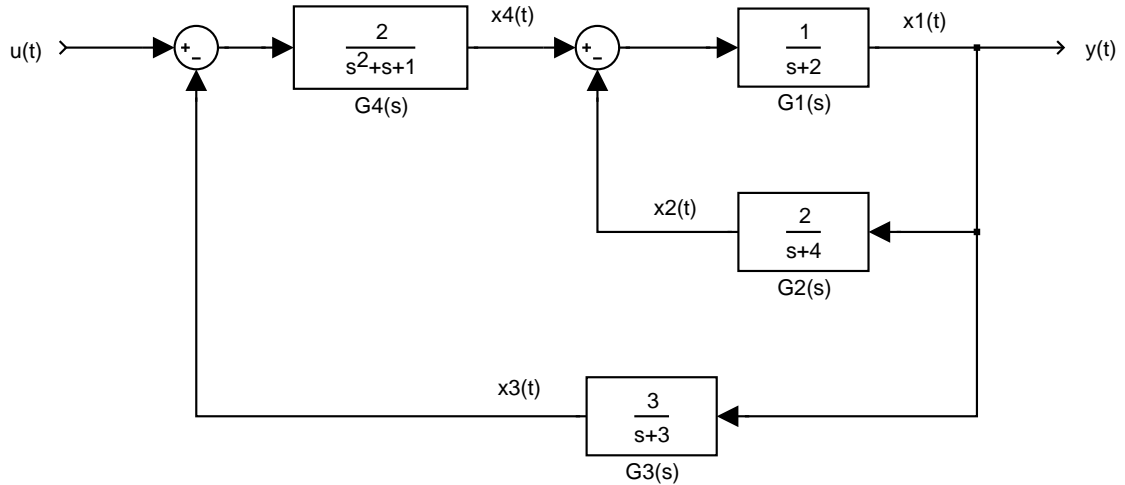 u(t)
+
−
2
s2+s+1
G4(s)
x4(t)
+
−
1
s+2
G1(s)
x1(t)
y(t)
x2(t)
2
s+4
G2(s)
x3(t)
3
s+3
G3(s)